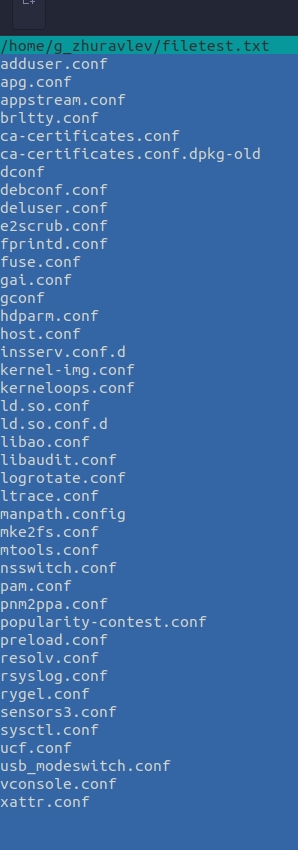 /home/g_zhuravlev/filetest.txt
adduser.conf
apg.conf
appstream.conf
brltty.conf
ca-certificates.conf
ca-certificates.conf.dpkg-old
dconf
debconf.conf
deluser.conf
e2scrub.conf
fprintd.conf
fuse.conf
gai.conf
gconf
hdparm.conf
host.conf
insserv.conf.d
kernel-img.conf
kerneloops.conf
ld.so.conf
ld.so.conf.d
libao.conf
libaudit.conf
logrotate.conf
ltrace.conf
manpath.config
mke2fs.conf
mtools.conf
nsswitch.conf
pam.conf
pnm2ppa.conf
popularity-contest.conf
preload.conf
resolv.conf
rsyslog.conf
rygel.conf
sensors3.conf
sysctl.conf
ucf.conf
usb_modeswitch.conf
vconsole.conf
xattr.conf